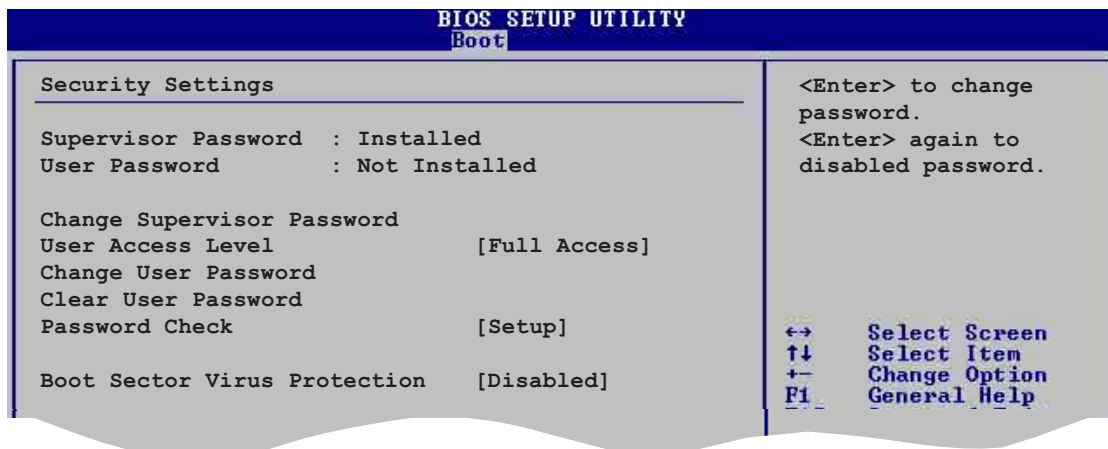 BIOS SETUP UTILITY
Boot
Security Settings
Supervisor Password : Installed
User Password : Not Installed
Change Supervisor Password
User Access Level [Full Access]
Change User Password
Clear User Password
Password Check [Setup]
Boot Sector Virus Protection [Disabled]
<Enter> to change
password.
<Enter> again to
disabled password.
←→ Select Screen
↑↓ Select Item
+- Change Option
F1 General Help